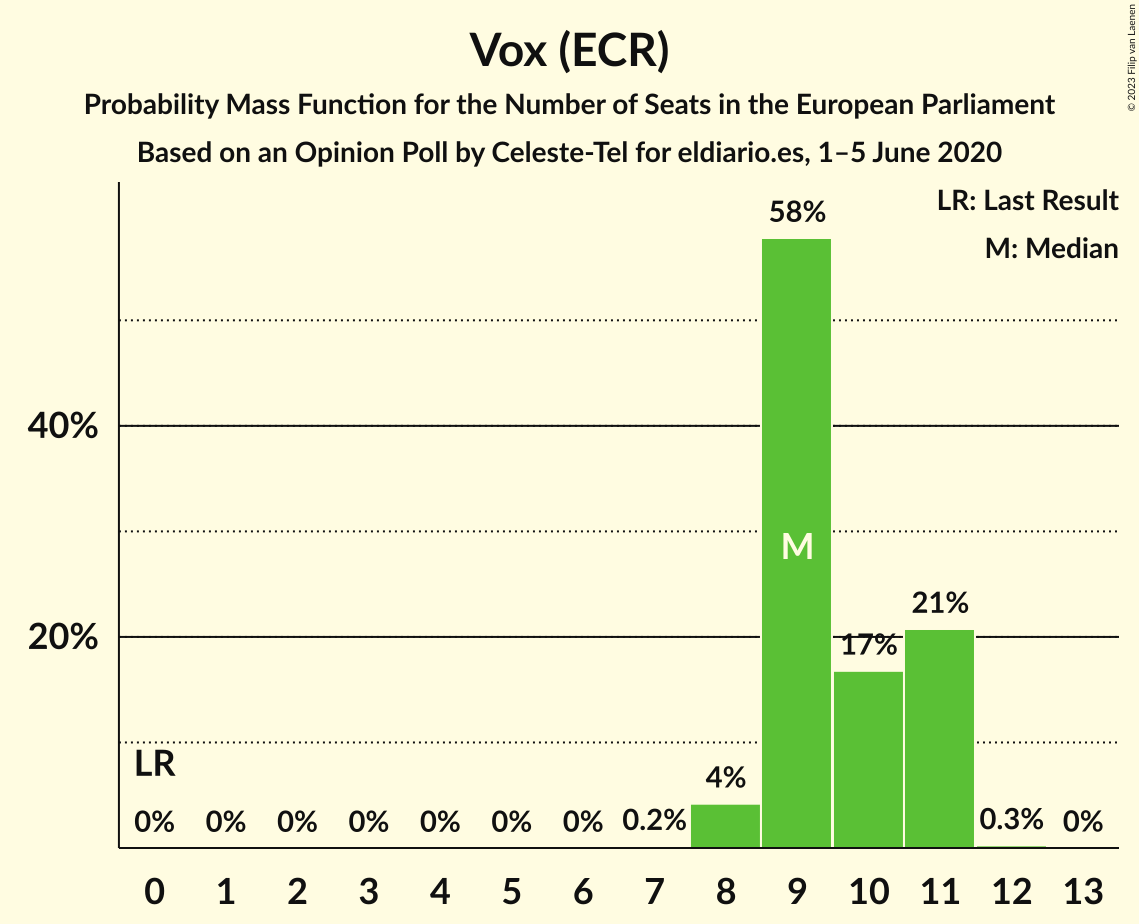 Vox (ECR)
Probability Mass Function for the Number of Seats in the European Parliament
Based on an Opinion Poll by Celeste-Tel for eldiario.es, 1–5 June 2020
© 2023 Filip van Laenen
LR: Last Result
M: Median
58%
40%
M
21%
20%
17%
LR
4%
0% 0% 0% 0% 0% 0% 0% 0.2% 0.3% 0%
0 1 2 3 4 5 6 7 8 9 10 11 12 13